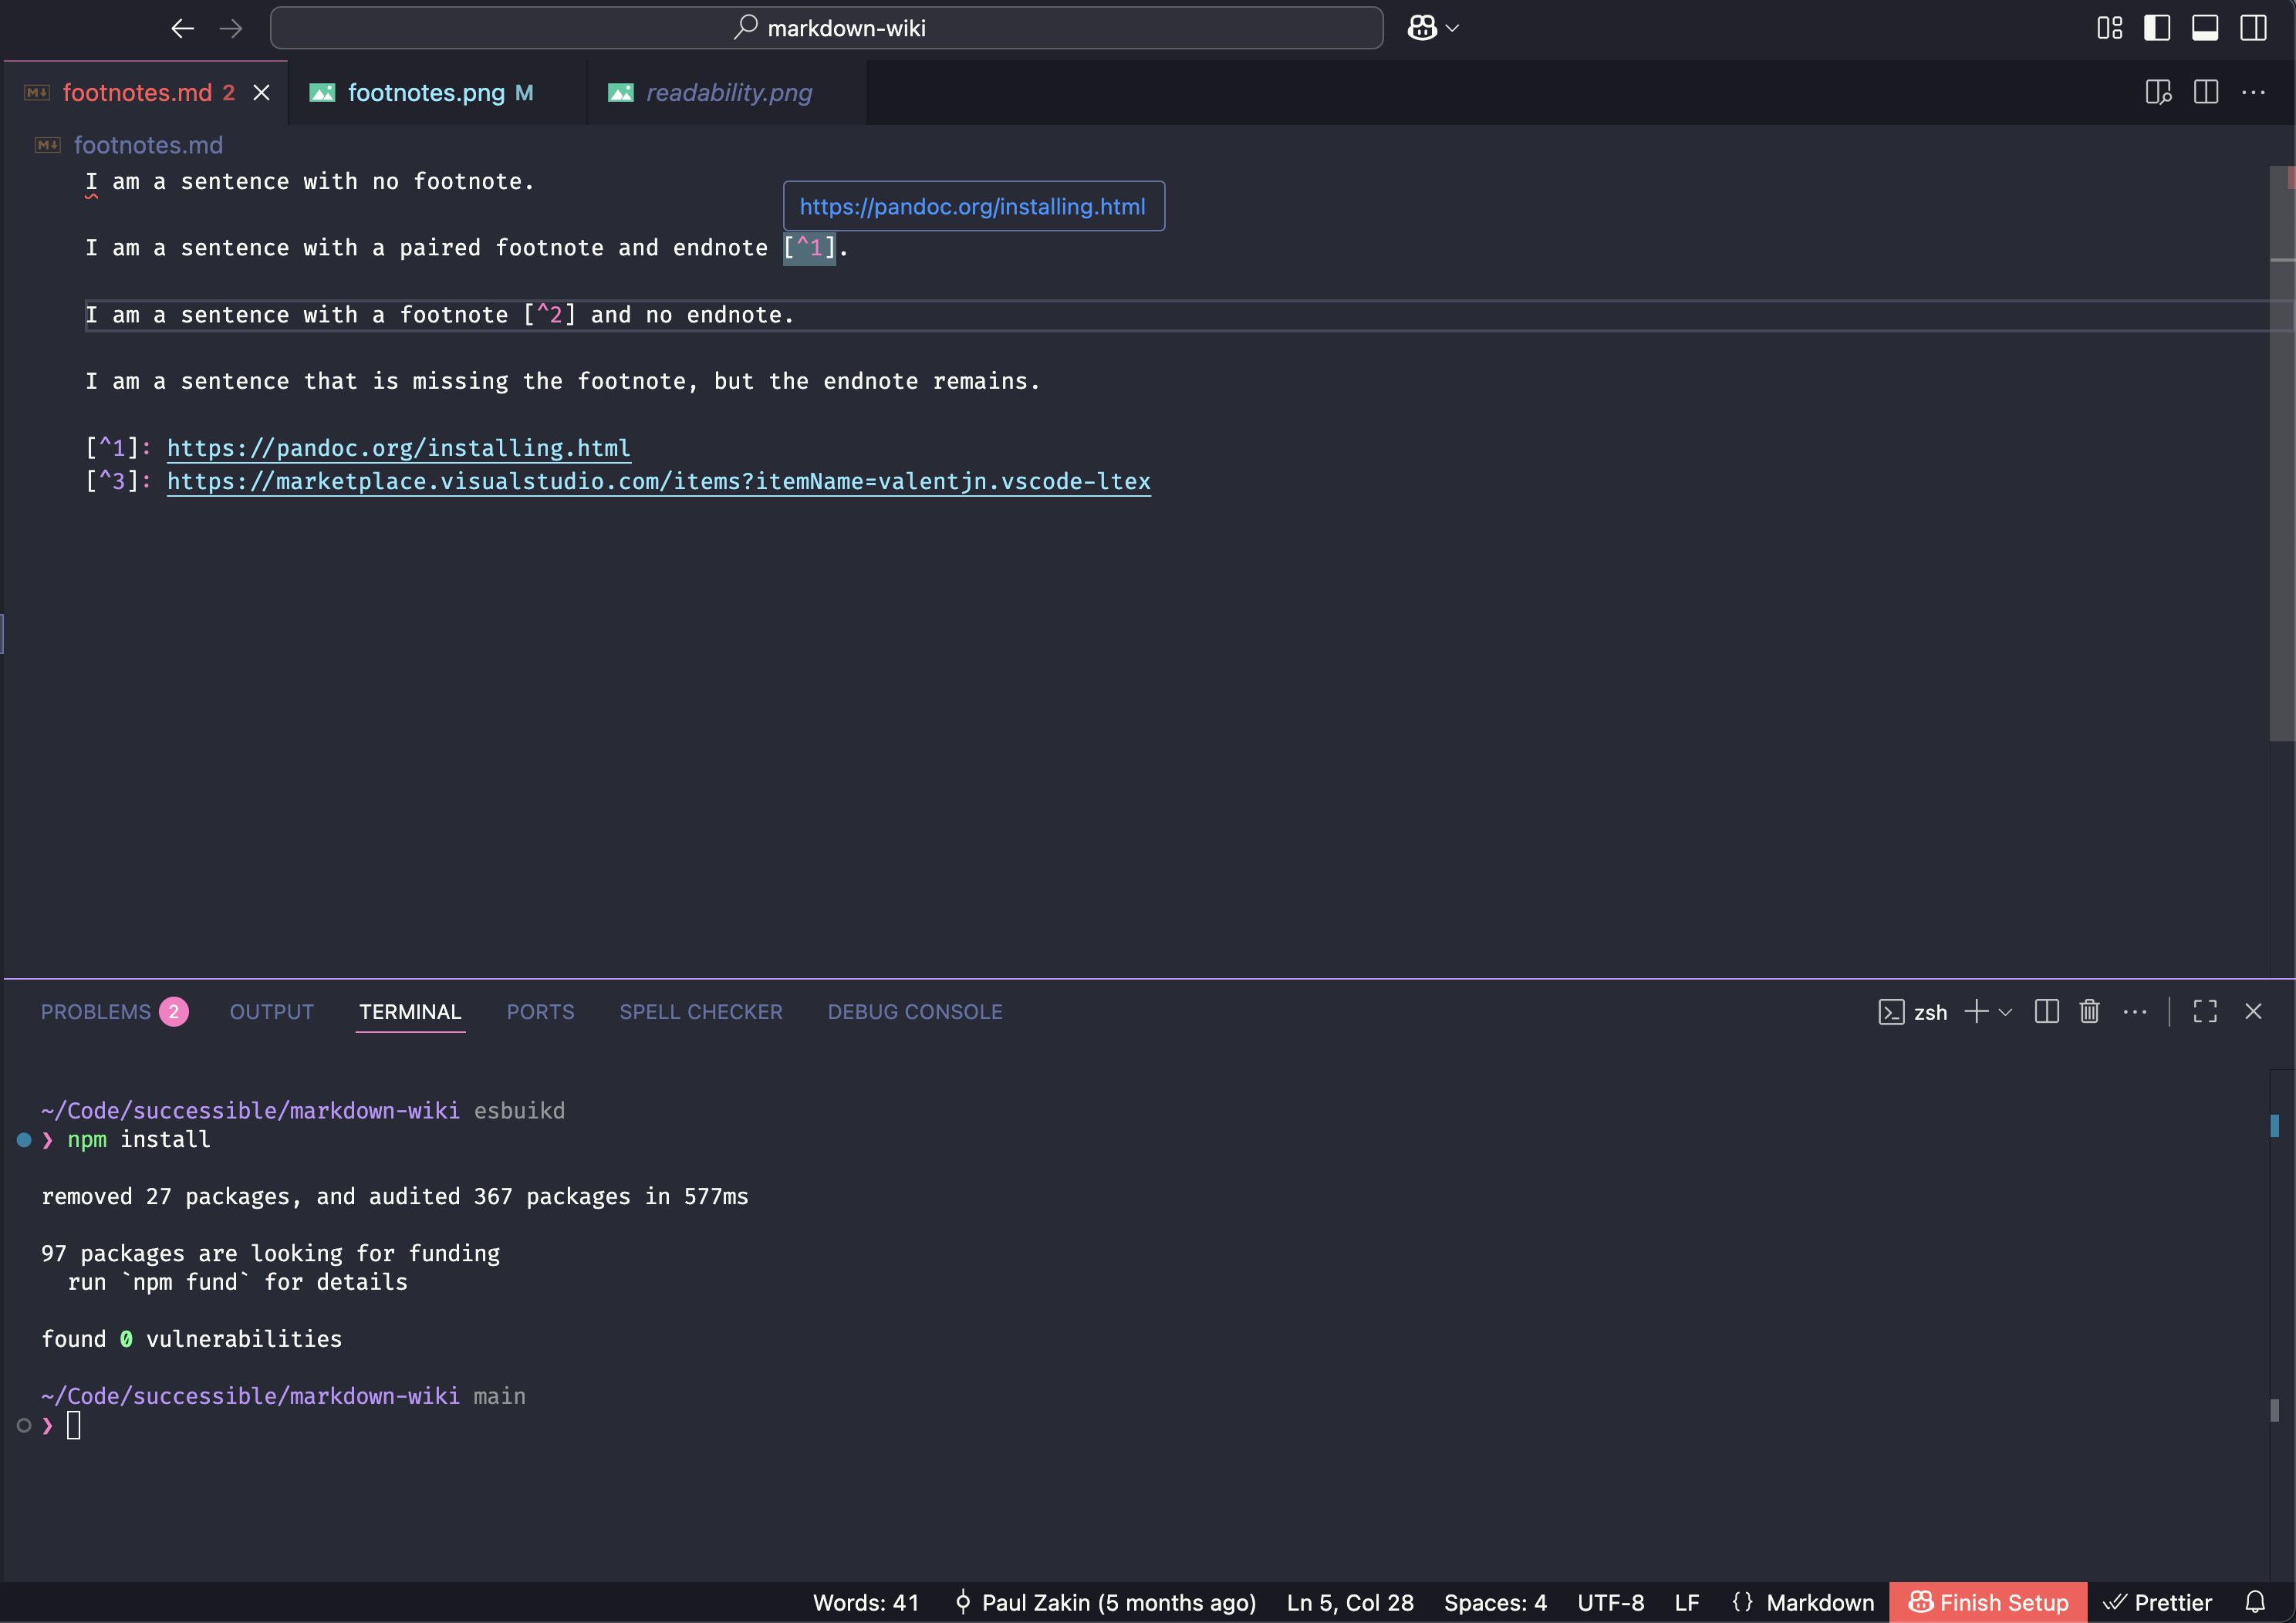 markdown-wiki
footnotes.md 2
footnotes.png M
readability.png
footnotes.md
I am a sentence with no footnote.
https://pandoc.org/installing.html
I am a sentence with a paired footnote and endnote [^1].
I am a sentence with a footnote [^2] and no endnote.
I am a sentence that is missing the footnote, but the endnote remains.
[^1]: https://pandoc.org/installing.html
[^3]: https://marketplace.visualstudio.com/items?itemName=valentjn.vscode-ltex
PROBLEMS 2 OUTPUT TERMINAL PORTS SPELL CHECKER DEBUG CONSOLE
zsh
~/Code/successible/markdown-wiki esbuikd
❯ npm install
removed 27 packages, and audited 367 packages in 577ms
97 packages are looking for funding
run `npm fund` for details
found 0 vulnerabilities
~/Code/successible/markdown-wiki main
❯
Words: 41 Paul Zakin (5 months ago) Ln 5, Col 28 Spaces: 4 UTF-8 LF {} Markdown Finish Setup Prettier